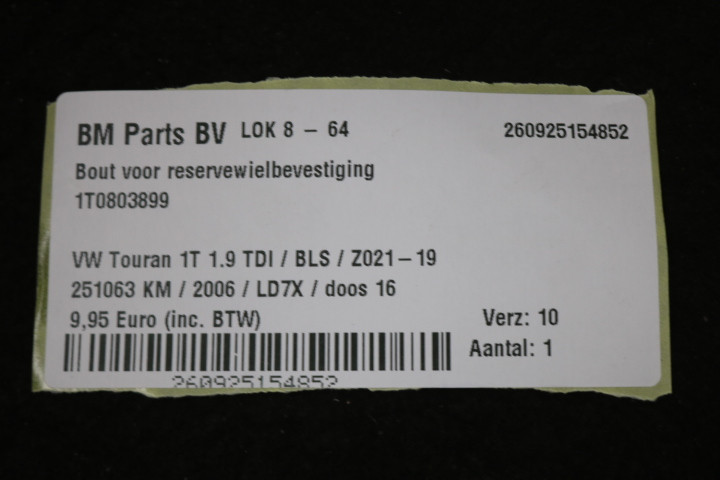 BM Parts BV LOK 8 - 64 260925154852
Bout voor reservewielbevestiging
1T0803899
VW Touran 1T 1.9 TDI / BLS / Z021-19
251063 KM / 2006 / LD7X / doos 16
9,95 Euro (inc. BTW) Verz: 10
Aantal: 1
260925154852